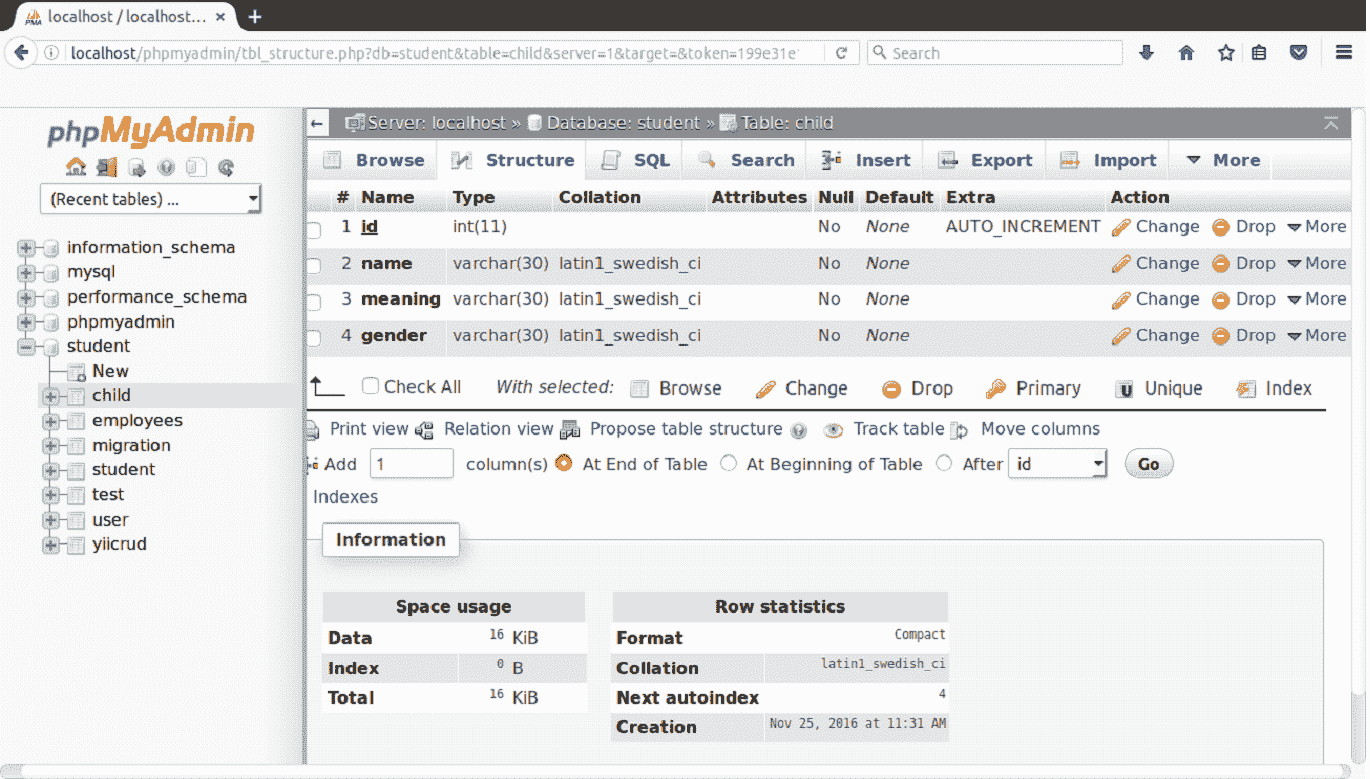 localhost / localhost...
localhost/phpmyadmin/tbl_structure.php?db=student&table=child&server=1&target=&token=199e31e
Search
phpMyAdmin
(Recent tables) ...
information_schema
mysql
performance_schema
phpmyadmin
student
New
child
employees
migration
student
test
user
yiicrud
Server: localhost » Database: student » Table: child
Browse Structure SQL Search Insert Export Import More
# Name Type Collation Attributes Null Default Extra Action
1 id int(11) No None AUTO_INCREMENT Change Drop More
2 name varchar(30) latin1_swedish_ci No None Change Drop More
3 meaning varchar(30) latin1_swedish_ci No None Change Drop More
4 gender varchar(30) latin1_swedish_ci No None Change Drop More
Check All With selected: Browse Change Drop Primary Unique Index
Print view Relation view Propose table structure Track table Move columns
Add 1 column(s) At End of Table At Beginning of Table After id Go
Indexes
Information
Space usage
Data 16 KiB
Index 0 B
Total 16 KiB
Row statistics
Format Compact
Collation latin1_swedish_ci
Next autoindex 4
Creation Nov 25, 2016 at 11:31 AM